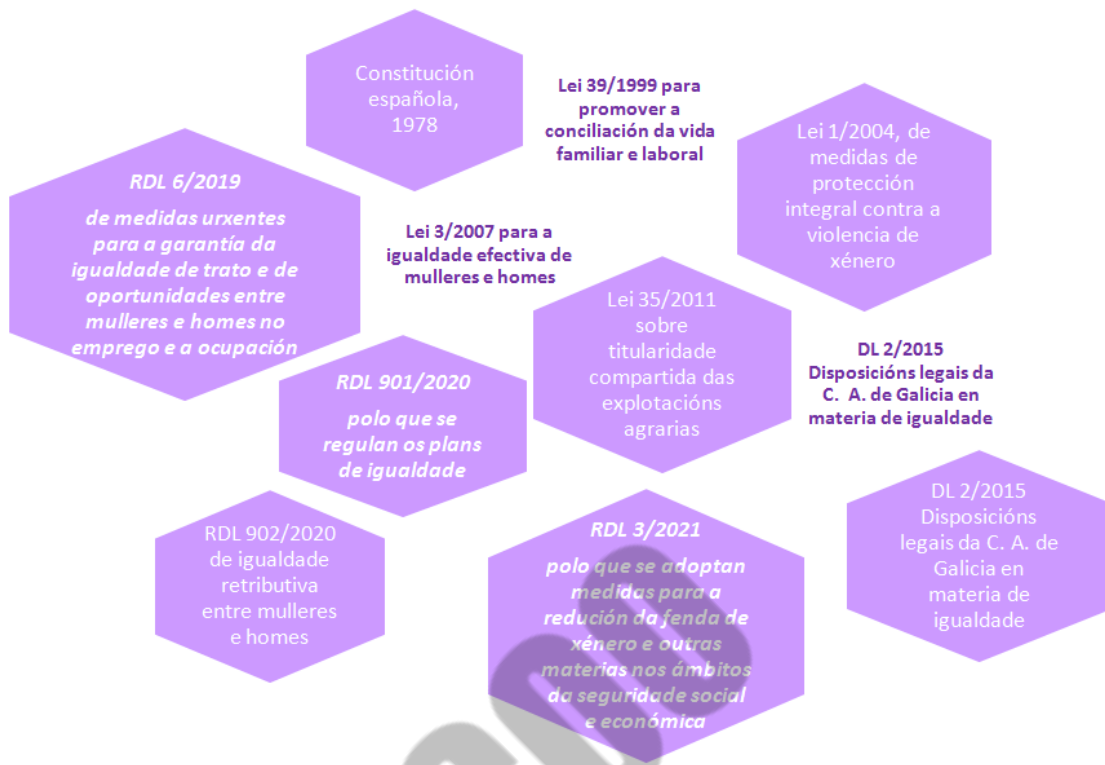 Constitución
española,
1978
Lei 39/1999 para
promover a
conciliación da vida
familiar e laboral
Lei 1/2004, de
medidas de
protección
integral contra a
violencia de
xénero
RDL 6/2019
de medidas urxentes
para a garantía da
igualdade de trato e de
oportunidades entre
mulleres e homes no
emprego e a ocupación
Lei 3/2007 para a
igualdade efectiva de
mulleres e homes
Lei 35/2011
sobre
titularidade
compartida das
explotacións
agrarias
DL 2/2015
Disposicións legais da
C. A. de Galicia en
materia de igualdade
RDL 901/2020
polo que se
regulan os plans
de igualdade
RDL 902/2020
de igualdade
retributiva
entre mulleres
e homes
RDL 3/2021
polo que se adoptan
medidas para a
redución da fenda de
xénero e outras
materias nos ámbitos
da seguridade social
e económica
DL 2/2015
Disposicións
legais da C. A. de
Galicia en
materia de
igualdade